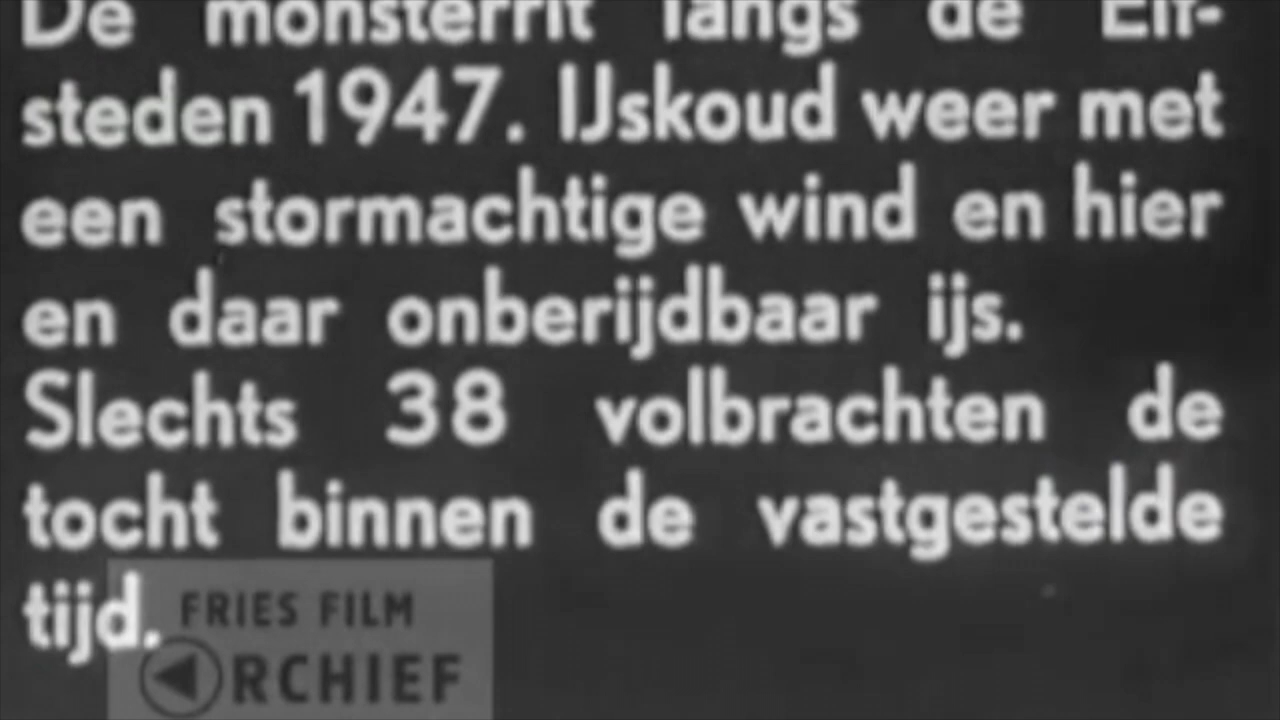 De monsterrit langs de Elf-
steden 1947. IJskoud weer met
een stormachtige wind en hier
en daar onberijdbaar ijs.
Slechts 38 volbrachten de
tocht binnen de vastgestelde
tijd.
FRIES FILM
ARCHIEF